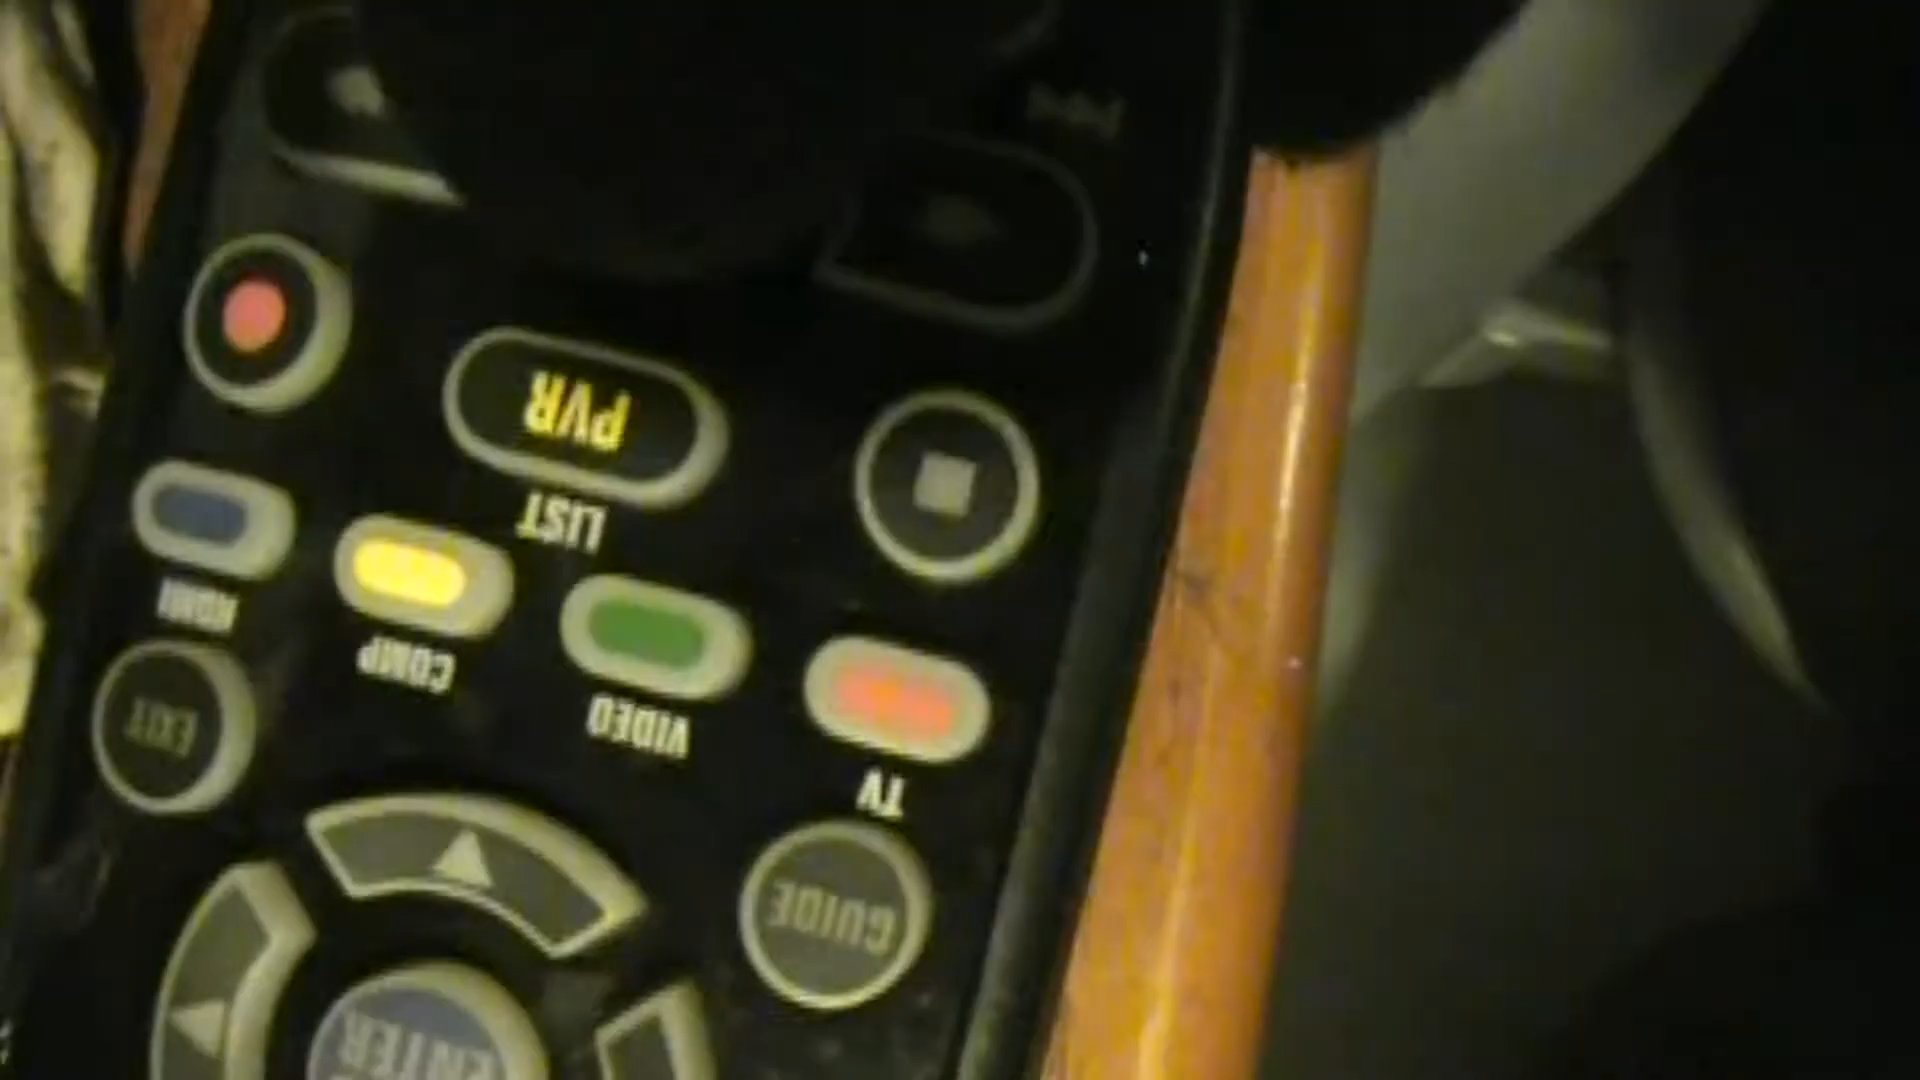 GUIDE
ENTER
TV
VIDEO
COMP
HDMI
EXIT
LIST
PVR